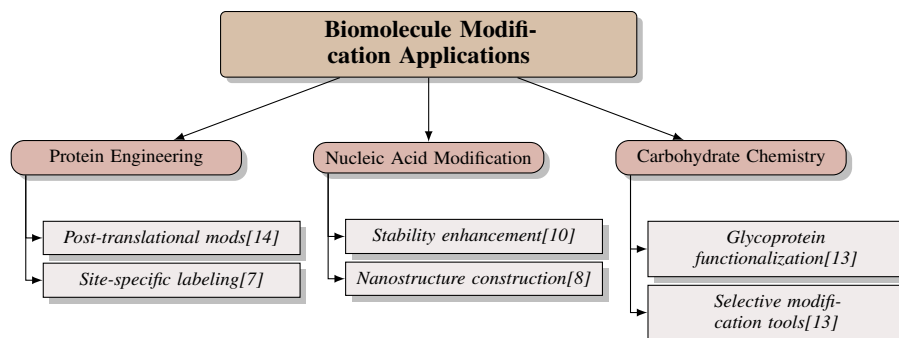 Biomolecule Modifi-
cation Applications
Protein Engineering
Nucleic Acid Modification
Carbohydrate Chemistry
Post-translational mods[14]
Site-specific labeling[7]
Stability enhancement[10]
Nanostructure construction[8]
Glycoprotein
functionalization[13]
Selective modifi-
cation tools[13]